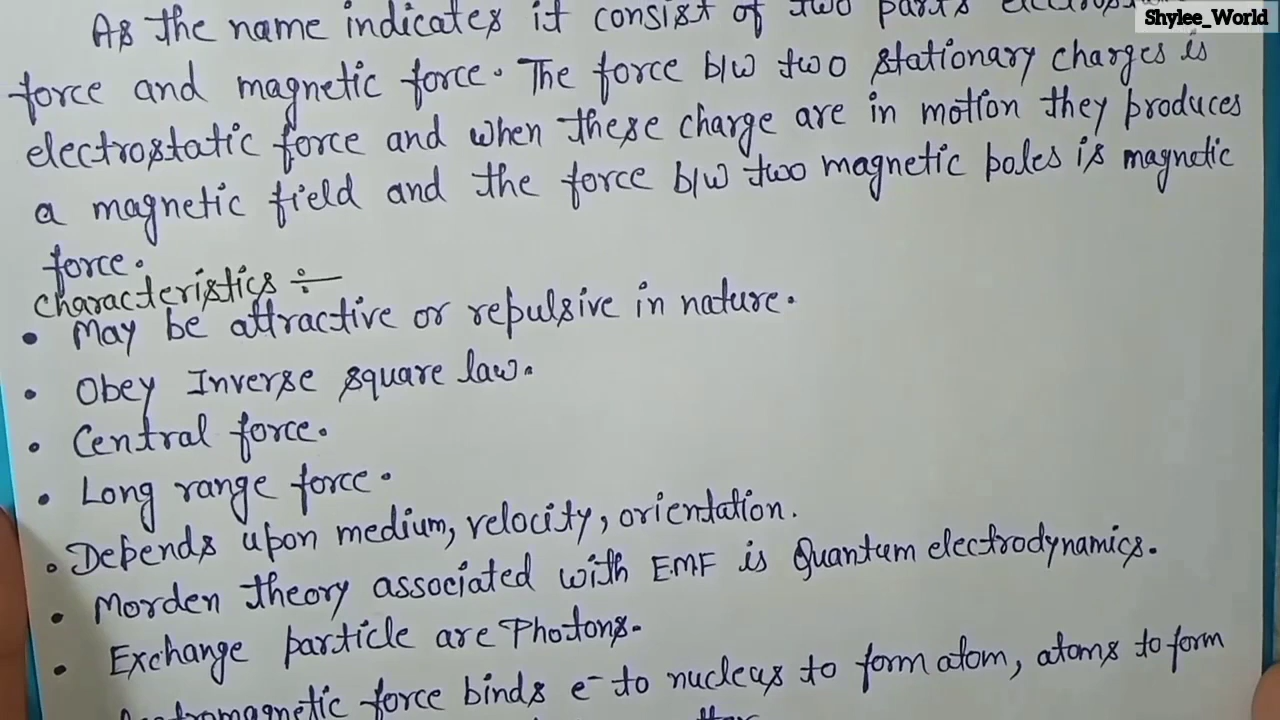 Shylee_World
As the name indicates it consist of two parts
force and magnetic force. The force b/w two stationary charges is
electrostatic force and when these charge are in motion they produces
a magnetic field and the force b/w two magnetic poles is magnetic
force.
Characteristics ÷
• May be attractive or repulsive in nature.
• Obey Inverse square law.
• Central force.
• Long range force.
• Depends upon medium, velocity, orientation.
• Morden theory associated with EMF is Quantum electrodynamics.
• Exchange particle are Photons.
force binds e⁻ to nucleus to form atom, atoms to form